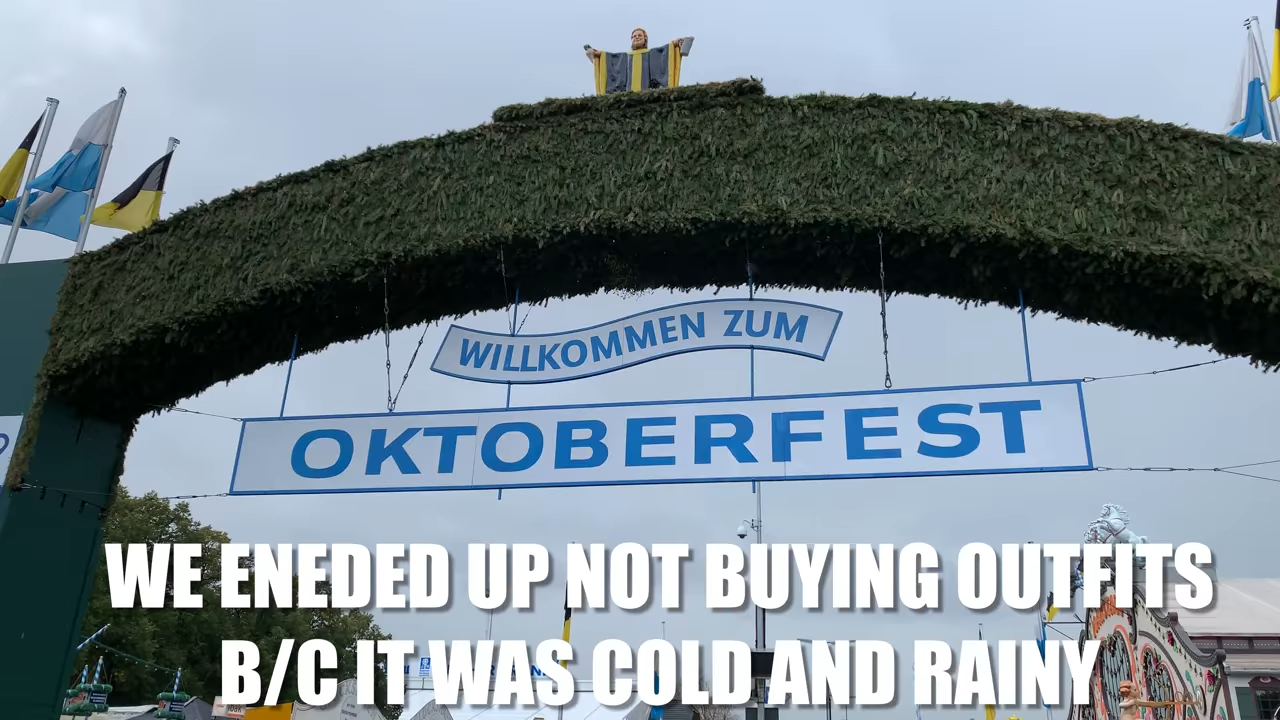 WILLKOMMEN ZUM
OKTOBERFEST
WE ENEDED UP NOT BUYING OUTFITS
B/C IT WAS COLD AND RAINY